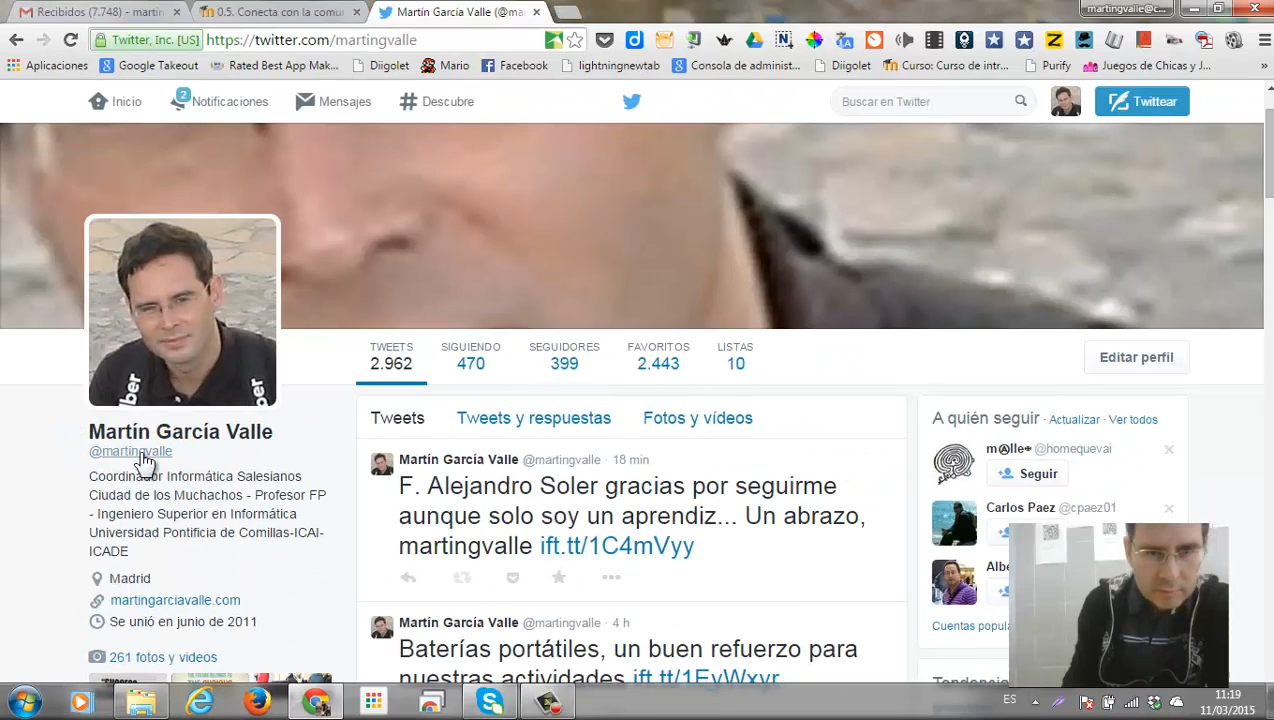 Recibidos (7.748) – martin
0.5. Conecta con la comu
Martín García Valle (@ma
martingvalle@c...
Twitter, Inc. [US]
https://twitter.com/martingvalle
Aplicaciones
Google Takeout
Rated Best App Mak...
Diigolet
Mario
Facebook
lightningnewtab
Consola de administ...
Diigolet
Curso: Curso de intr...
Purify
Juegos de Chicas y J...
Inicio
2
Notificaciones
Mensajes
Descubre
Buscar en Twitter
Twittear
TWEETS
2.962
SIGUIENDO
470
SEGUIDORES
399
FAVORITOS
2.443
LISTAS
10
Editar perfil
Martín García Valle
@martingvalle
Coordinador Informática Salesianos
Ciudad de los Muchachos - Profesor FP
- Ingeniero Superior en Informática
Universidad Pontificia de Comillas-ICAI-
ICADE
Madrid
martingarciavalle.com
Se unió en junio de 2011
261 fotos y videos
Tweets
Tweets y respuestas
Fotos y vídeos
Martín García Valle @martingvalle · 18 min
F. Alejandro Soler gracias por seguirme
aunque solo soy un aprendiz... Un abrazo,
martingvalle ift.tt/1C4mVyy
Martín García Valle @martingvalle · 4 h
Baterías portátiles, un buen refuerzo para
nuestras actividades ift.tt/1EyWxyr
A quién seguir · Actualizar · Ver todos
@homequevai
Seguir
Carlos Paez @cpaez01
Albe
Cuentas popula
Tendencia
ES
11:19
11/03/2015